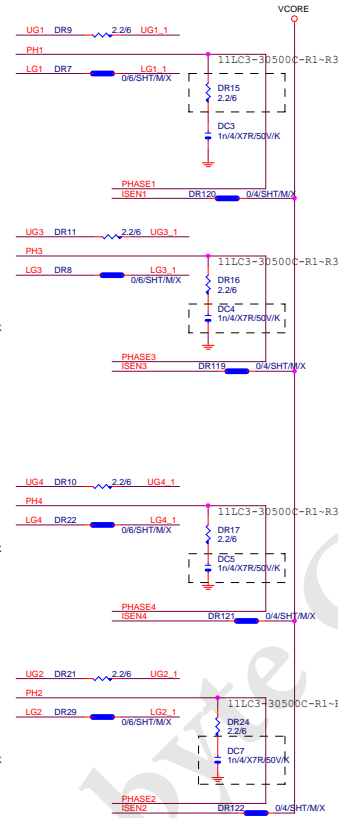 VCORE
UG1 DR9 2.2/6 UG1_1
PH1
11LC3-30500C-R1~R3
LG1 DR7 LG1_1
0/6/SHT/M/X
DR15
2.2/6
DC3
1n/4/X7R/50V/K
PHASE1
ISEN1 DR120 0/4/SHT/M/X
UG3 DR11 2.2/6 UG3_1
PH3
11LC3-30500C-R1~R3
LG3 DR8 LG3_1
0/6/SHT/M/X
DR16
2.2/6
DC4
1n/4/X7R/50V/K
PHASE3
ISEN3 DR119 0/4/SHT/M/X
UG4 DR10 2.2/6 UG4_1
PH4
11LC3-30500C-R1~R3
LG4 DR22 LG4_1
0/6/SHT/M/X
DR17
2.2/6
DC5
1n/4/X7R/50V/K
PHASE4
ISEN4 DR121 0/4/SHT/M/X
UG2 DR21 2.2/6 UG2_1
PH2
11LC3-30500C-R1~R
LG2 DR29 LG2_1
0/6/SHT/M/X
DR24
2.2/6
DC7
1n/4/X7R/50V/K
PHASE2
ISEN2 DR122 0/4/SHT/M/X
byte